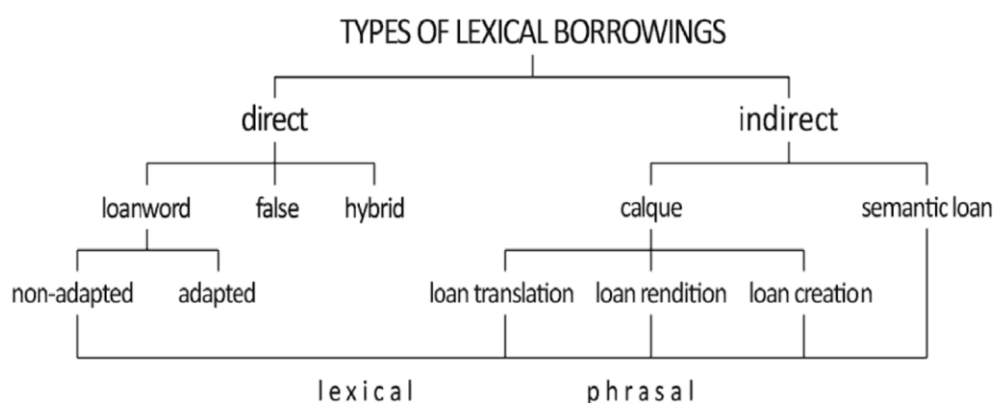 TYPES OF LEXICAL BORROWINGS
direct indirect
loanword false hybrid calque semantic loan
non-adapted adapted loan translation loan rendition loan creation
lexical phrasal